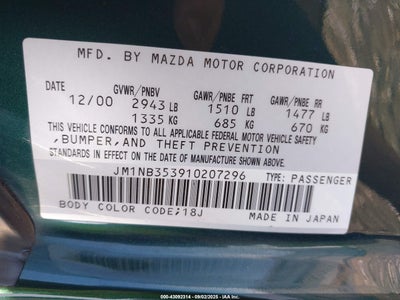 MFD. BY MAZDA MOTOR CORPORATION
DATE GVWR/PNBV GAWR/PNBE FRT GAWR/PNBE RR
12/00 2943 LB 1510 LB 1477 LB
1335 KG 685 KG 670 KG
THIS VEHICLE CONFORMS TO ALL APPLICABLE FEDERAL MOTOR VEHICLE SAFETY
,BUMPER,AND THEFT PREVENTION
STANDARDS IN EFFECT ON THE DATE OF MANUFACTURE SHOWN ABOVE.
JM1NB353910207296 TYPE: PASSENGER
BODY COLOR CODE;18J MADE IN JAPAN
000-43092314 - 09/02/2025 - IAA Inc.